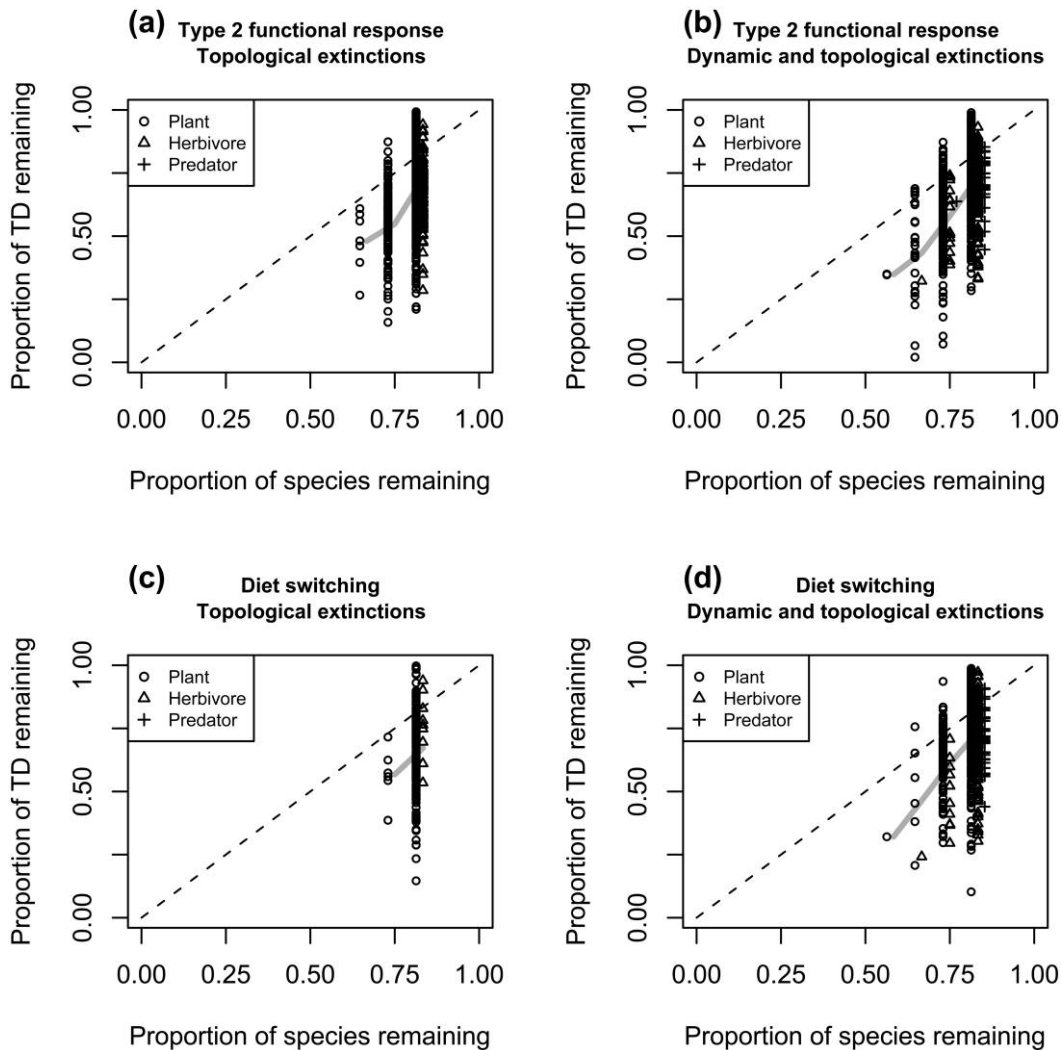 (a) Type 2 functional response
Topological extinctions
Proportion of TD remaining
1.00
0.50
0.00
Plant
Herbivore
Predator
0.00 0.25 0.50 0.75 1.00
Proportion of species remaining
(b) Type 2 functional response
Dynamic and topological extinctions
Proportion of TD remaining
1.00
0.50
0.00
Plant
Herbivore
Predator
0.00 0.25 0.50 0.75 1.00
Proportion of species remaining
(c) Diet switching
Topological extinctions
Proportion of TD remaining
1.00
0.50
0.00
Plant
Herbivore
Predator
0.00 0.25 0.50 0.75 1.00
Proportion of species remaining
(d) Diet switching
Dynamic and topological extinctions
Proportion of TD remaining
1.00
0.50
0.00
Plant
Herbivore
Predator
0.00 0.25 0.50 0.75 1.00
Proportion of species remaining